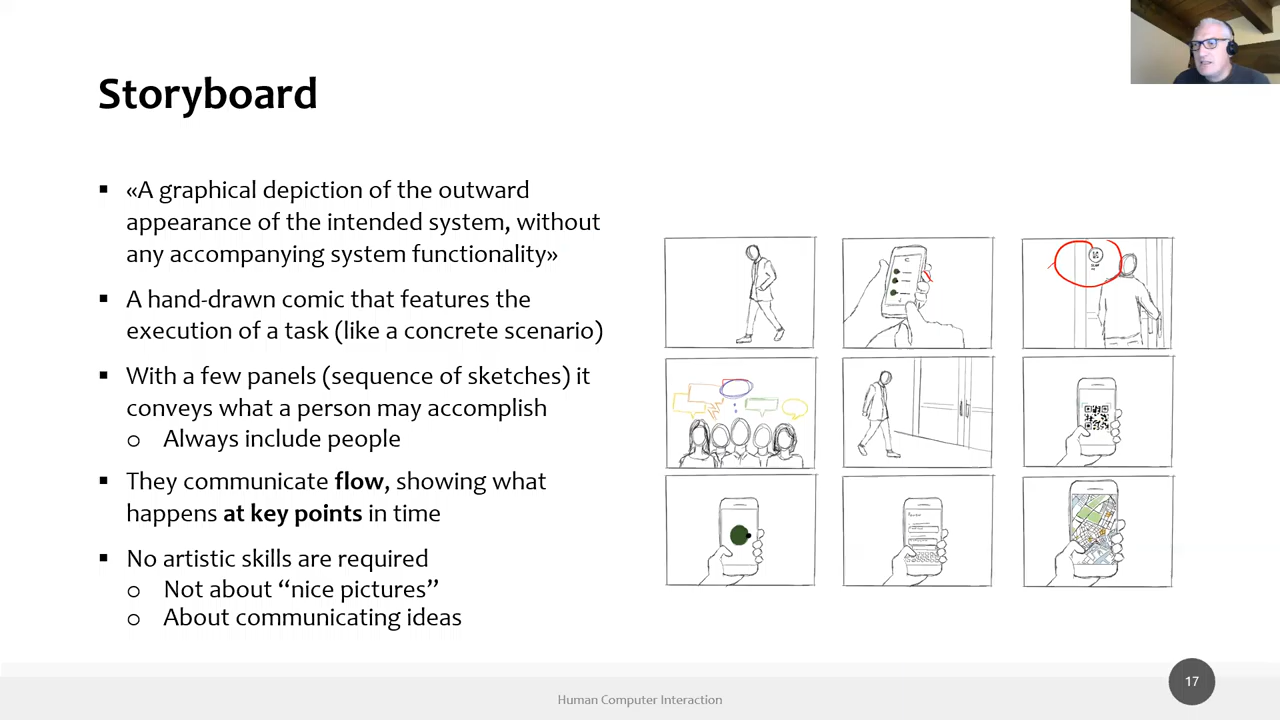 Storyboard
▪ «A graphical depiction of the outward
appearance of the intended system, without
any accompanying system functionality»
▪ A hand-drawn comic that features the
execution of a task (like a concrete scenario)
▪ With a few panels (sequence of sketches) it
conveys what a person may accomplish
o Always include people
▪ They communicate flow, showing what
happens at key points in time
▪ No artistic skills are required
o Not about “nice pictures”
o About communicating ideas
Human Computer Interaction
17